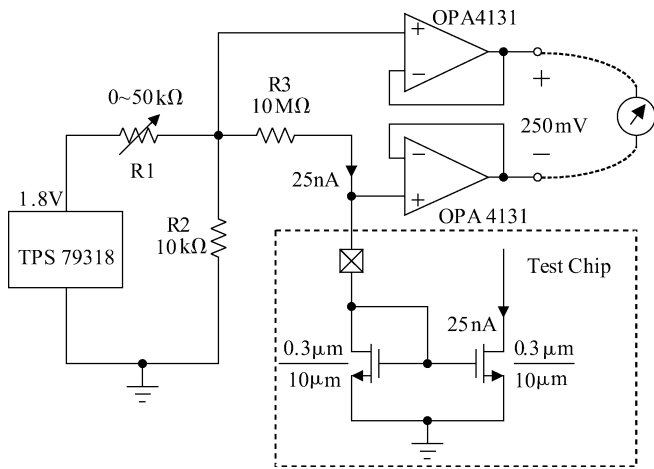 OPA4131
+
−
0~50kΩ
R3
10MΩ
+
250mV
−
R1
25nA
−
+
1.8V
OPA 4131
R2
10kΩ
TPS 79318
Test Chip
25nA
0.3μm
10μm
0.3μm
10μm